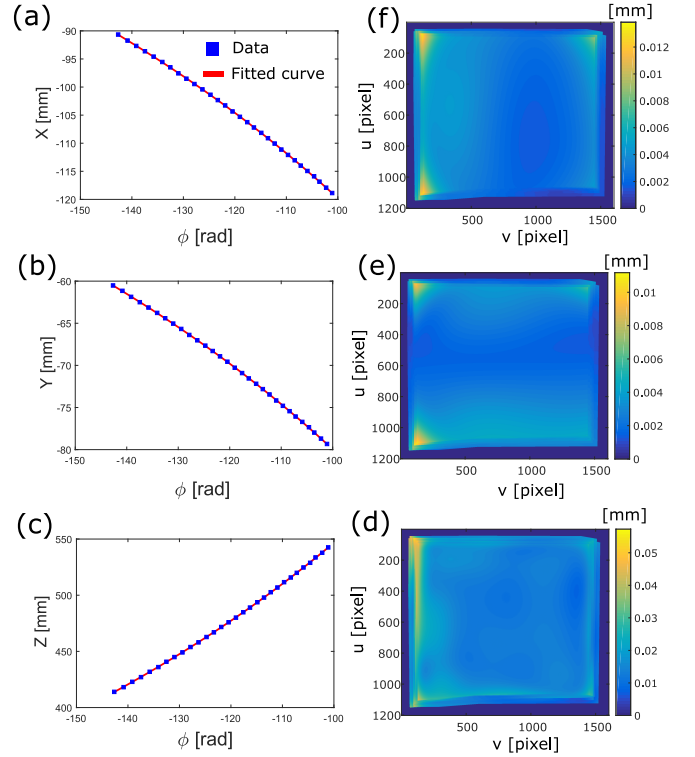 (a)
X [mm]
-90
-95
-100
-105
-110
-115
-120
-150 -140 -130 -120 -110 -100
ϕ [rad]
Data
Fitted curve
(f)
[mm]
u [pixel]
200
400
600
800
1000
1200
500 1000 1500
v [pixel]
0.012
0.01
0.008
0.006
0.004
0.002
0
(b)
Y [mm]
-60
-65
-70
-75
-80
-150 -140 -130 -120 -110 -100
ϕ [rad]
(e)
[mm]
u [pixel]
200
400
600
800
1000
1200
500 1000 1500
v [pixel]
0.01
0.008
0.006
0.004
0.002
0
(c)
Z [mm]
550
500
450
400
-150 -140 -130 -120 -110 -100
ϕ [rad]
(d)
[mm]
u [pixel]
200
400
600
800
1000
1200
500 1000 1500
v [pixel]
0.05
0.04
0.03
0.02
0.01
0